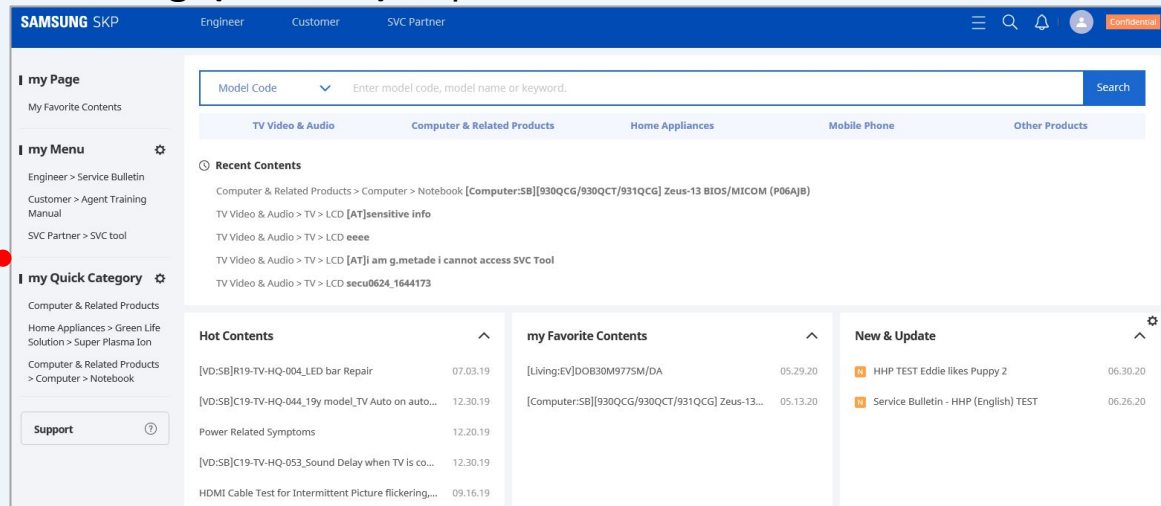 SAMSUNG SKP
Engineer Customer SVC Partner
Confidential
my Page
My Favorite Contents
my Menu
Engineer > Service Bulletin
Customer > Agent Training
Manual
SVC Partner > SVC tool
my Quick Category
Computer & Related Products
Home Appliances > Green Life
Solution > Super Plasma Ion
Computer & Related Products
> Computer > Notebook
Support
Model Code Enter model code, model name or keyword. Search
TV Video & Audio Computer & Related Products Home Appliances Mobile Phone Other Products
Recent Contents
Computer & Related Products > Computer > Notebook [Computer:SB][930QCG/930QCT/931QCG] Zeus-13 BIOS/MICOM (P06AJB)
TV Video & Audio > TV > LCD [AT]sensitive info
TV Video & Audio > TV > LCD eeee
TV Video & Audio > TV > LCD [AT]i am g.metade i cannot access SVC Tool
TV Video & Audio > TV > LCD secu0624_1644173
Hot Contents
[VD:SB]R19-TV-HQ-004_LED bar Repair 07.03.19
[VD:SB]C19-TV-HQ-044_19y model_TV Auto on auto... 12.30.19
Power Related Symptoms 12.20.19
[VD:SB]C19-TV-HQ-053_Sound Delay when TV is co... 12.30.19
HDMI Cable Test for Intermittent Picture flickering,... 09.16.19
my Favorite Contents
[Living:EV]DOB30M977SM/DA 05.29.20
[Computer:SB][930QCG/930QCT/931QCG] Zeus-13... 05.13.20
New & Update
N HHP TEST Eddie likes Puppy 2 06.30.20
N Service Bulletin - HHP (English) TEST 06.26.20